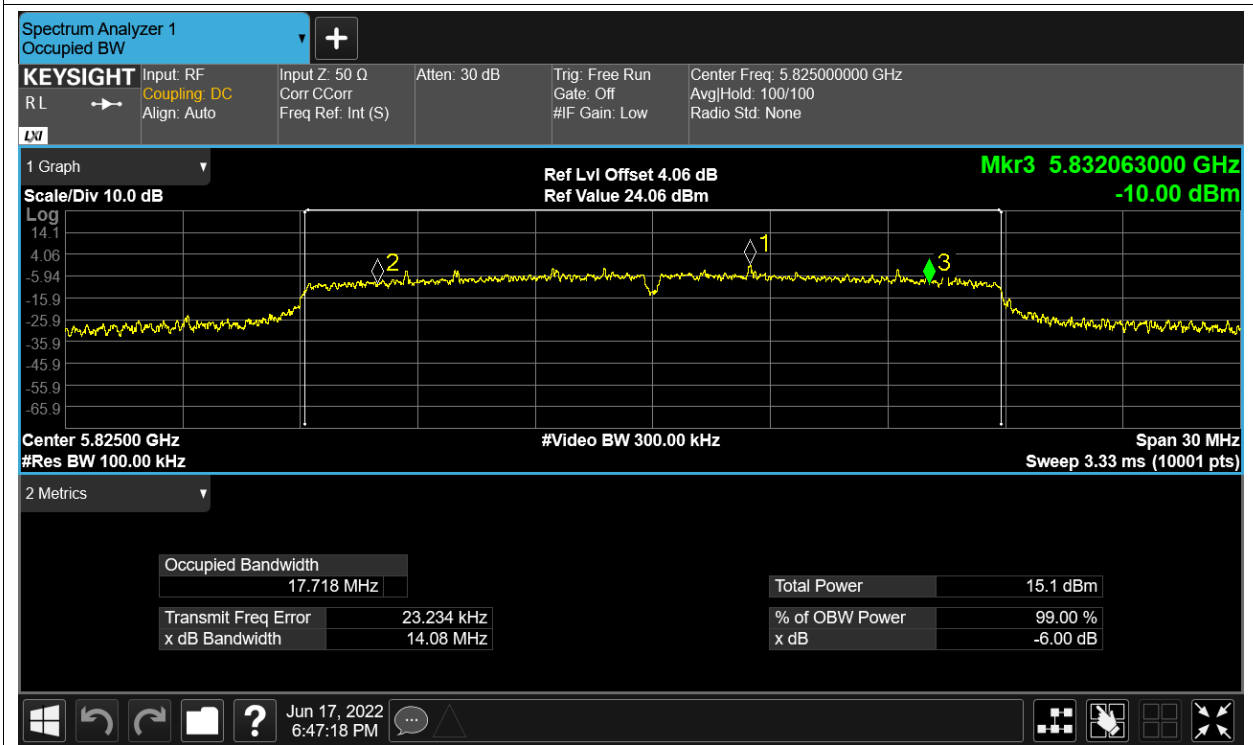 Spectrum Analyzer 1
Occupied BW
KEYSIGHT
R L
LXI
Input: RF
Coupling: DC
Align: Auto
Input Z: 50 Ω
Corr CCorr
Freq Ref: Int (S)
Atten: 30 dB
Trig: Free Run
Gate: Off
#IF Gain: Low
Center Freq: 5.825000000 GHz
Avg|Hold: 100/100
Radio Std: None
1 Graph
Scale/Div 10.0 dB
Ref Lvl Offset 4.06 dB
Ref Value 24.06 dBm
Mkr3 5.832063000 GHz
-10.00 dBm
Log
14.1
4.06
-5.94
-15.9
-25.9
-35.9
-45.9
-55.9
-65.9
2
1
3
Center 5.82500 GHz
#Res BW 100.00 kHz
#Video BW 300.00 kHz
Span 30 MHz
Sweep 3.33 ms (10001 pts)
2 Metrics
Occupied Bandwidth
17.718 MHz
Transmit Freq Error 23.234 kHz
x dB Bandwidth 14.08 MHz
Total Power 15.1 dBm
% of OBW Power 99.00 %
x dB -6.00 dB
?
Jun 17, 2022
6:47:18 PM